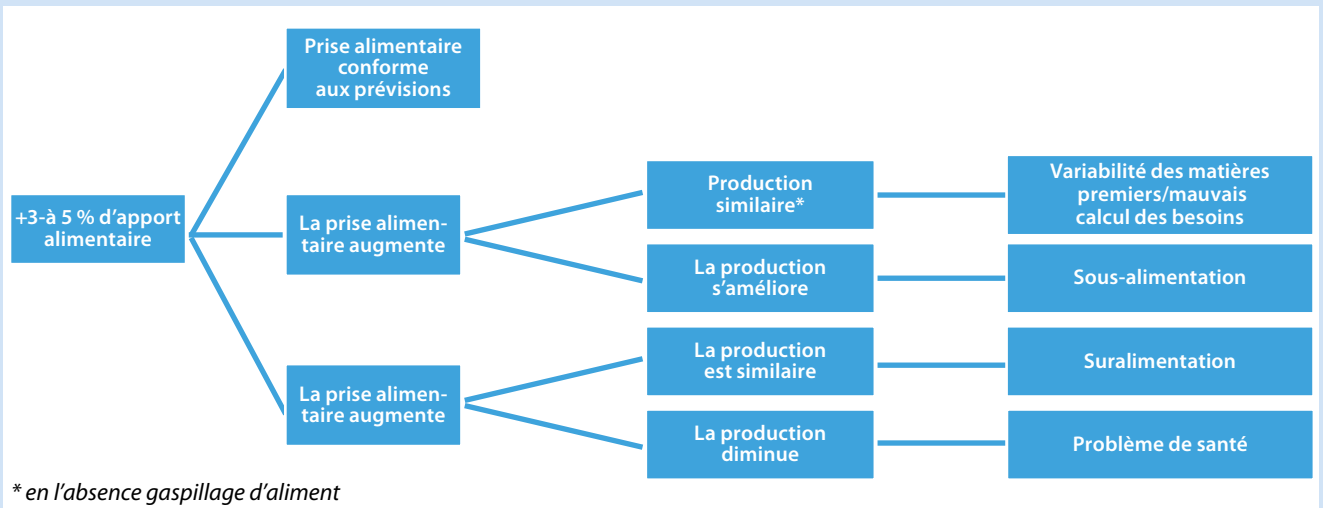 Prise alimentaire
conforme
aux prévisions
+3-à 5 % d'apport
alimentaire
La prise alimen-
taire augmente
Production
similaire*
Variabilité des matières
premiers/mauvais
calcul des besoins
La production
s'améliore
Sous-alimentation
La prise alimen-
taire augmente
La production
est similaire
Suralimentation
La production
diminue
Problème de santé
* en l'absence gaspillage d'aliment